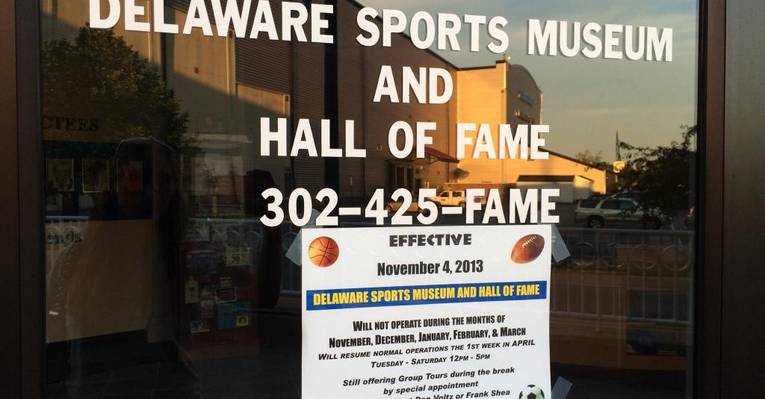 DELAWARE SPORTS MUSEUM
AND
HALL OF FAME
302-425-FAME
EFFECTIVE
November 4, 2013
DELAWARE SPORTS MUSEUM AND HALL OF FAME
WILL NOT OPERATE DURING THE MONTHS OF
NOVEMBER, DECEMBER, JANUARY, FEBRUARY, & MARCH
WILL RESUME NORMAL OPERATIONS THE 1ST WEEK IN APRIL
TUESDAY - SATURDAY 12PM - 5PM
Still offering Group Tours during the break
by special appointment
Voltz or Frank Shea